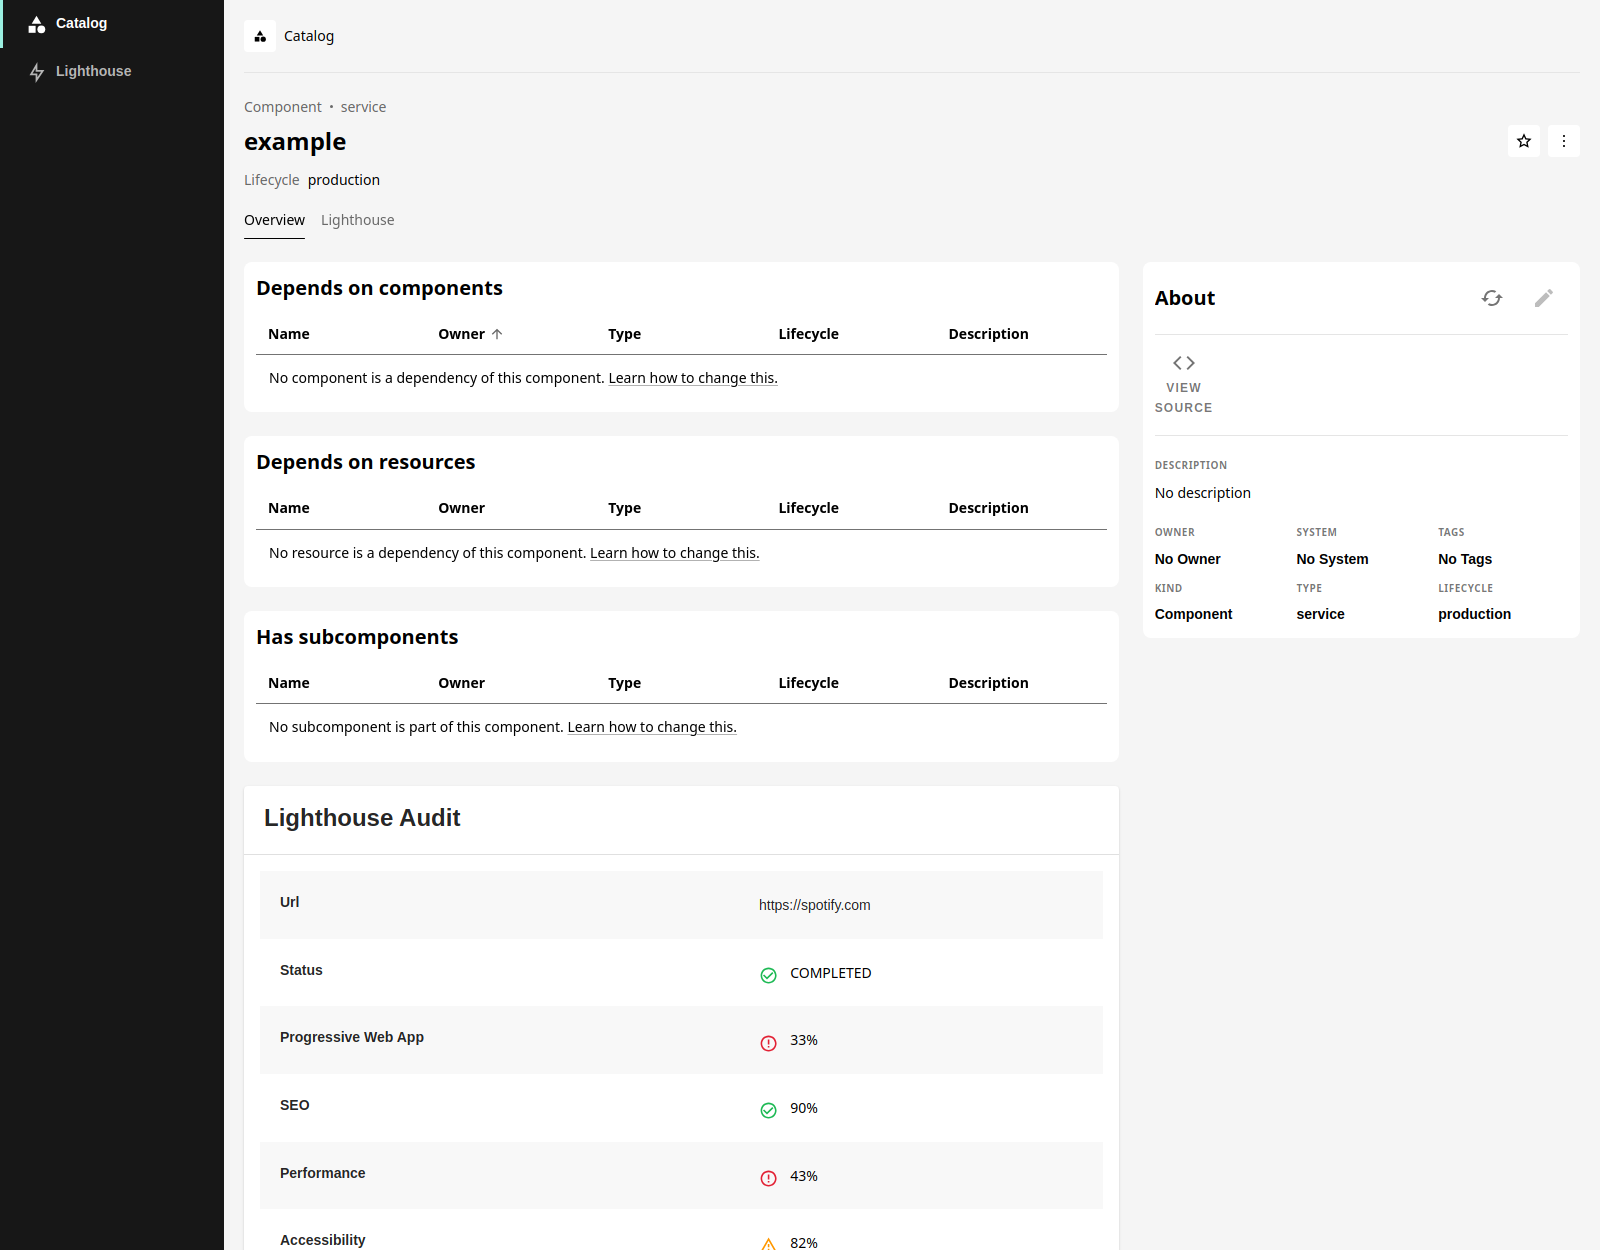 Catalog
Lighthouse
Catalog
Component • service
example
Lifecycle production
Overview Lighthouse
Depends on components
Name Owner Type Lifecycle Description
No component is a dependency of this component. Learn how to change this.
Depends on resources
Name Owner Type Lifecycle Description
No resource is a dependency of this component. Learn how to change this.
Has subcomponents
Name Owner Type Lifecycle Description
No subcomponent is part of this component. Learn how to change this.
Lighthouse Audit
Url https://spotify.com
Status COMPLETED
Progressive Web App 33%
SEO 90%
Performance 43%
Accessibility 82%
About
VIEW
SOURCE
DESCRIPTION
No description
OWNER SYSTEM TAGS
No Owner No System No Tags
KIND TYPE LIFECYCLE
Component service production